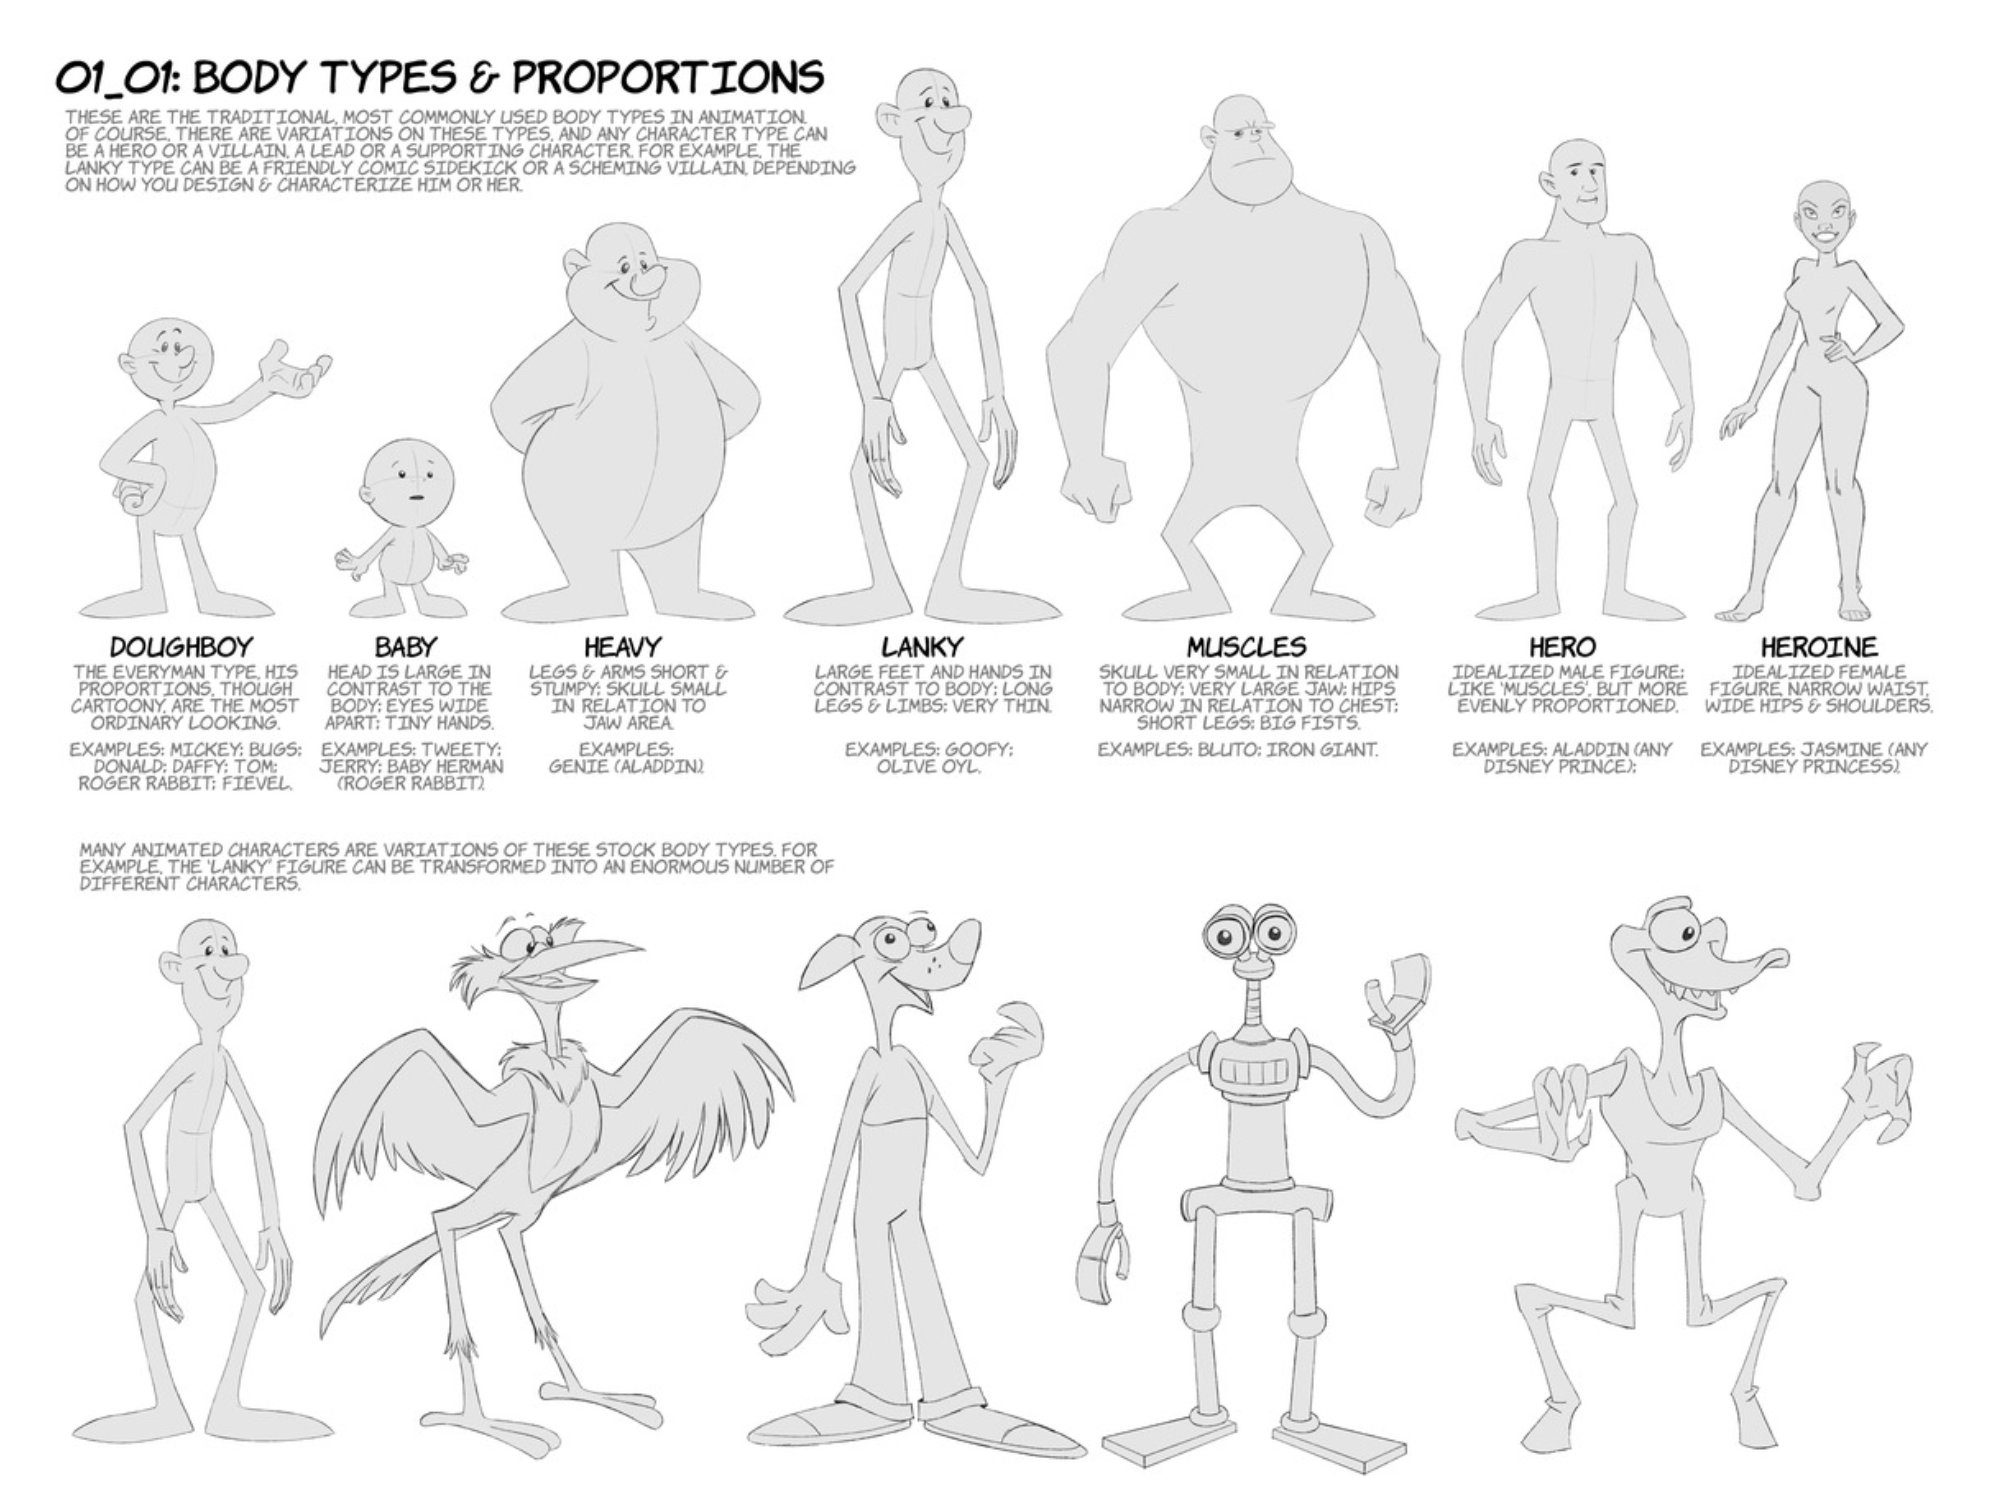 01_01: BODY TYPES & PROPORTIONS
THESE ARE THE TRADITIONAL, MOST COMMONLY USED BODY TYPES IN ANIMATION.
OF COURSE, THERE ARE VARIATIONS ON THESE TYPES, AND ANY CHARACTER TYPE CAN
BE A HERO OR A VILLAIN, A LEAD OR A SUPPORTING CHARACTER. FOR EXAMPLE, THE
LANKY TYPE CAN BE A FRIENDLY COMIC SIDEKICK OR A SCHEMING VILLAIN, DEPENDING
ON HOW YOU DESIGN & CHARACTERIZE HIM OR HER.
DOUGHBOY
THE EVERYMAN TYPE, HIS
PROPORTIONS, THOUGH
CARTOONY, ARE THE MOST
ORDINARY LOOKING.
EXAMPLES: MICKEY; BUGS;
DONALD; DAFFY; TOM;
ROGER RABBIT; FIEVEL.
BABY
HEAD IS LARGE IN
CONTRAST TO THE
BODY; EYES WIDE
APART; TINY HANDS.
EXAMPLES: TWEETY;
JERRY; BABY HERMAN
(ROGER RABBIT).
HEAVY
LEGS & ARMS SHORT &
STUMPY; SKULL SMALL
IN RELATION TO
JAW AREA.
EXAMPLES:
GENIE (ALADDIN).
LANKY
LARGE FEET AND HANDS IN
CONTRAST TO BODY; LONG
LEGS & LIMBS; VERY THIN.
EXAMPLES: GOOFY;
OLIVE OYL.
MUSCLES
SKULL VERY SMALL IN RELATION
TO BODY; VERY LARGE JAW; HIPS
NARROW IN RELATION TO CHEST;
SHORT LEGS; BIG FISTS.
EXAMPLES: BLUTO; IRON GIANT.
HERO
IDEALIZED MALE FIGURE;
LIKE 'MUSCLES', BUT MORE
EVENLY PROPORTIONED.
EXAMPLES: ALADDIN (ANY
DISNEY PRINCE);
HEROINE
IDEALIZED FEMALE
FIGURE, NARROW WAIST,
WIDE HIPS & SHOULDERS.
EXAMPLES: JASMINE (ANY
DISNEY PRINCESS).
MANY ANIMATED CHARACTERS ARE VARIATIONS OF THESE STOCK BODY TYPES. FOR
EXAMPLE, THE 'LANKY' FIGURE CAN BE TRANSFORMED INTO AN ENORMOUS NUMBER OF
DIFFERENT CHARACTERS.